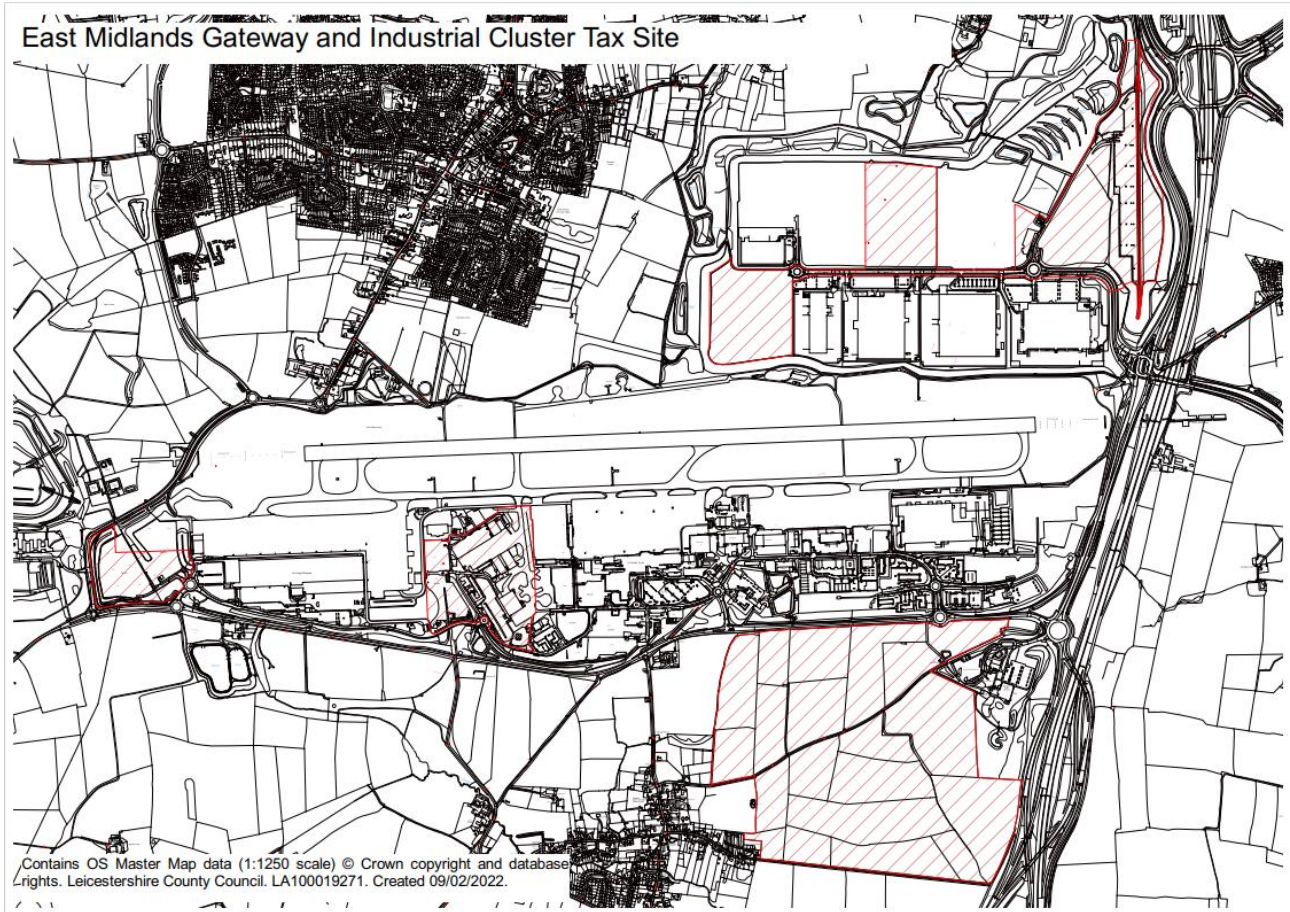 East Midlands Gateway and Industrial Cluster Tax Site
Contains OS Master Map data (1:1250 scale) © Crown copyright and database
rights. Leicestershire County Council. LA100019271. Created 09/02/2022.